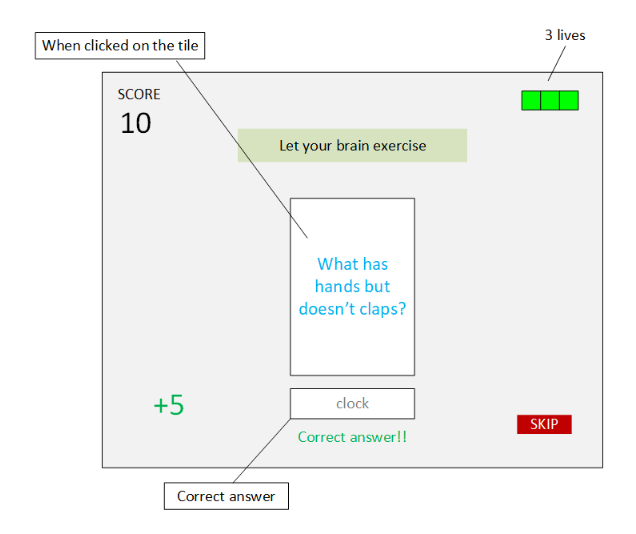 3 lives
When clicked on the tile
SCORE
10
Let your brain exercise
What has
hands but
doesn't claps?
clock
+5
Correct answer!!
SKIP
Correct answer